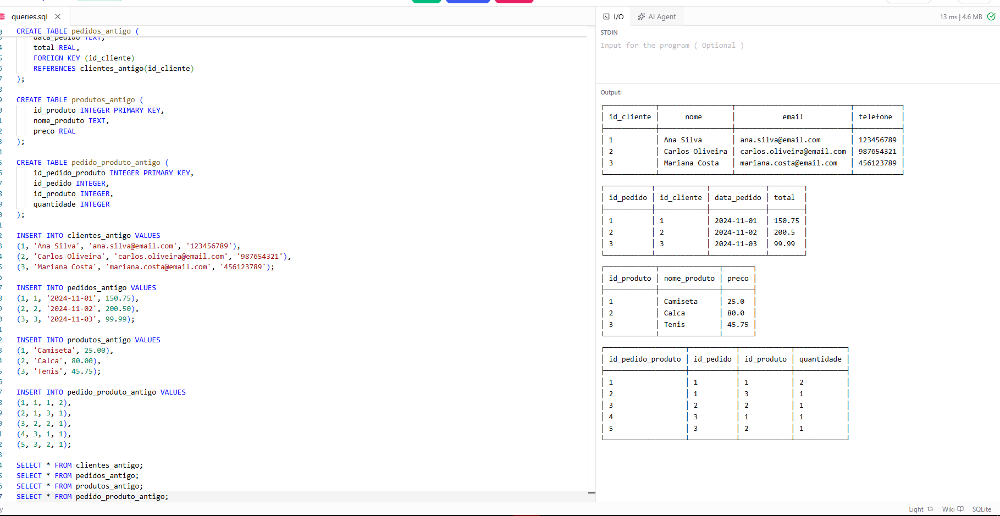 queries.sql
CREATE TABLE pedidos_antigo (
data_pedido TEXT,
total REAL,
FOREIGN KEY (id_cliente)
REFERENCES clientes_antigo(id_cliente)
);
CREATE TABLE produtos_antigo (
id_produto INTEGER PRIMARY KEY,
nome_produto TEXT,
preco REAL
);
CREATE TABLE pedido_produto_antigo (
id_pedido_produto INTEGER PRIMARY KEY,
id_pedido INTEGER,
id_produto INTEGER,
quantidade INTEGER
);
INSERT INTO clientes_antigo VALUES
(1, 'Ana Silva', 'ana.silva@email.com', '123456789'),
(2, 'Carlos Oliveira', 'carlos.oliveira@email.com', '987654321'),
(3, 'Mariana Costa', 'mariana.costa@email.com', '456123789');
INSERT INTO pedidos_antigo VALUES
(1, 1, '2024-11-01', 150.75),
(2, 2, '2024-11-02', 200.50),
(3, 3, '2024-11-03', 99.99);
INSERT INTO produtos_antigo VALUES
(1, 'Camiseta', 25.00),
(2, 'Calca', 80.00),
(3, 'Tenis', 45.75);
INSERT INTO pedido_produto_antigo VALUES
(1, 1, 1, 2),
(2, 1, 3, 1),
(3, 2, 2, 1),
(4, 3, 1, 1),
(5, 3, 2, 1);
SELECT * FROM clientes_antigo;
SELECT * FROM pedidos_antigo;
SELECT * FROM produtos_antigo;
SELECT * FROM pedido_produto_antigo;
I/O AI Agent 13 ms | 4.6 MB
STDIN
Input for the program ( Optional )
Output:
id_cliente nome email telefone
1 Ana Silva ana.silva@email.com 123456789
2 Carlos Oliveira carlos.oliveira@email.com 987654321
3 Mariana Costa mariana.costa@email.com 456123789
id_pedido id_cliente data_pedido total
1 1 2024-11-01 150.75
2 2 2024-11-02 200.5
3 3 2024-11-03 99.99
id_produto nome_produto preco
1 Camiseta 25.0
2 Calca 80.0
3 Tenis 45.75
id_pedido_produto id_pedido id_produto quantidade
1 1 1 2
2 1 3 1
3 2 2 1
4 3 1 1
5 3 2 1
Light Wiki SQLite